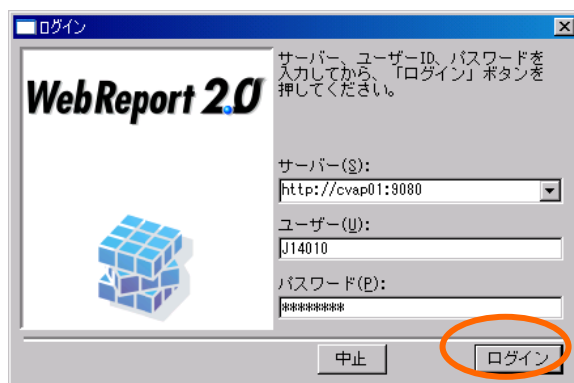 ログイン
WebReport 2.0
サーバー、ユーザーID、パスワードを
入力してから、「ログイン」ボタンを
押してください。
サーバー(S):
http://cvap01:9080
ユーザー(U):
J14010
パスワード(P):
********
中止
ログイン